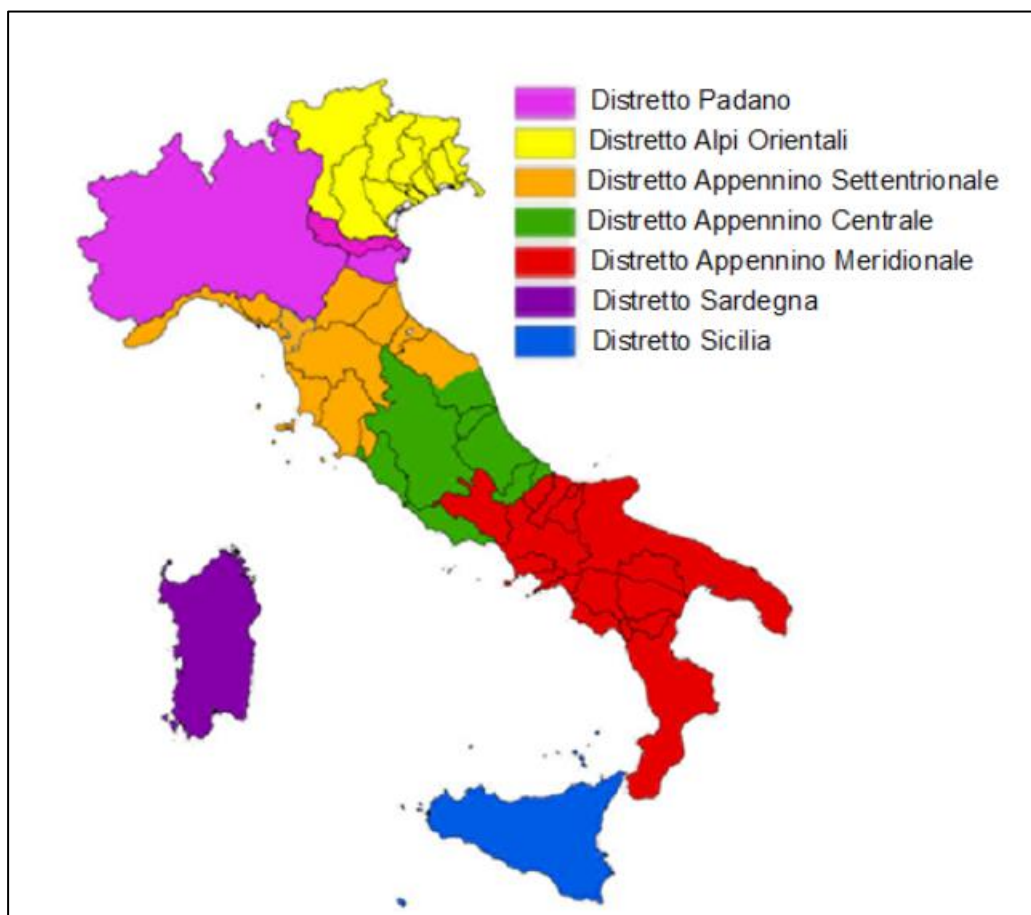 Distretto Padano
Distretto Alpi Orientali
Distretto Appennino Settentrionale
Distretto Appennino Centrale
Distretto Appennino Meridionale
Distretto Sardegna
Distretto Sicilia